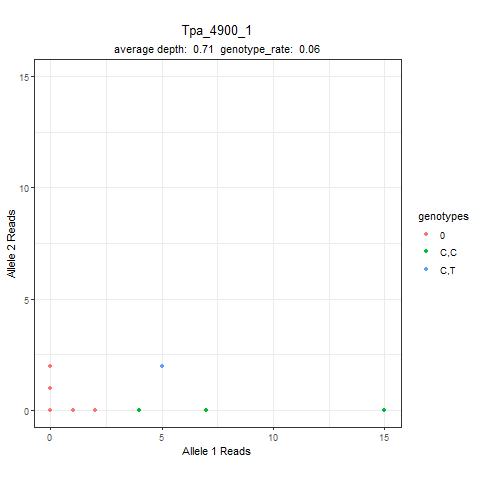 Tpa_4900_1
average depth:  0.71  genotype_rate:  0.06
15
10
5
0
0
5
10
15
Allele 1 Reads
Allele 2 Reads
genotypes
0
C,C
C,T